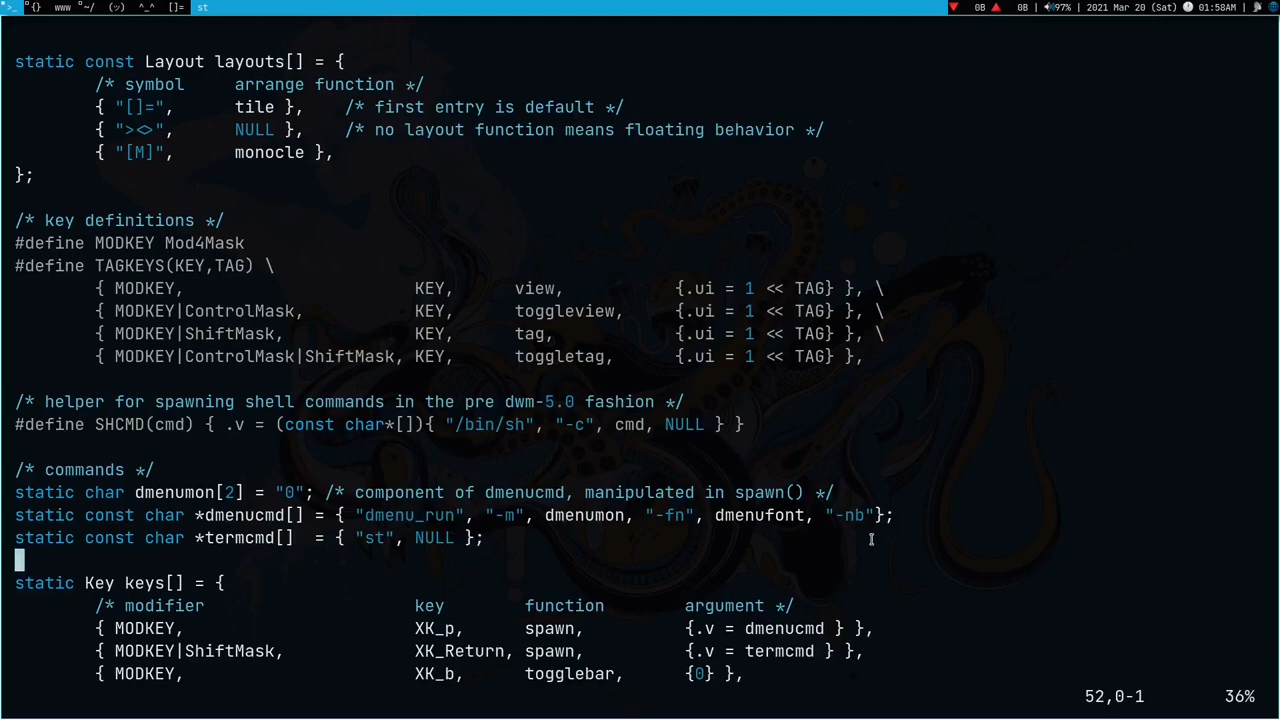 >_ {} www ~/ (ツ) ^_^ []= st 0B 0B | 97% | 2021 Mar 20 (Sat) 01:58AM |
static const Layout layouts[] = {
/* symbol arrange function */
{ "[]=", tile }, /* first entry is default */
{ "><>", NULL }, /* no layout function means floating behavior */
{ "[M]", monocle },
};
/* key definitions */
#define MODKEY Mod4Mask
#define TAGKEYS(KEY,TAG) \
{ MODKEY, KEY, view, {.ui = 1 << TAG} }, \
{ MODKEY|ControlMask, KEY, toggleview, {.ui = 1 << TAG} }, \
{ MODKEY|ShiftMask, KEY, tag, {.ui = 1 << TAG} }, \
{ MODKEY|ControlMask|ShiftMask, KEY, toggletag, {.ui = 1 << TAG} },
/* helper for spawning shell commands in the pre dwm-5.0 fashion */
#define SHCMD(cmd) { .v = (const char*[]){ "/bin/sh", "-c", cmd, NULL } }
/* commands */
static char dmenumon[2] = "0"; /* component of dmenucmd, manipulated in spawn() */
static const char *dmenucmd[] = { "dmenu_run", "-m", dmenumon, "-fn", dmenufont, "-nb"};
static const char *termcmd[] = { "st", NULL };
static Key keys[] = {
/* modifier key function argument */
{ MODKEY, XK_p, spawn, {.v = dmenucmd } },
{ MODKEY|ShiftMask, XK_Return, spawn, {.v = termcmd } },
{ MODKEY, XK_b, togglebar, {0} },
52,0-1 36%